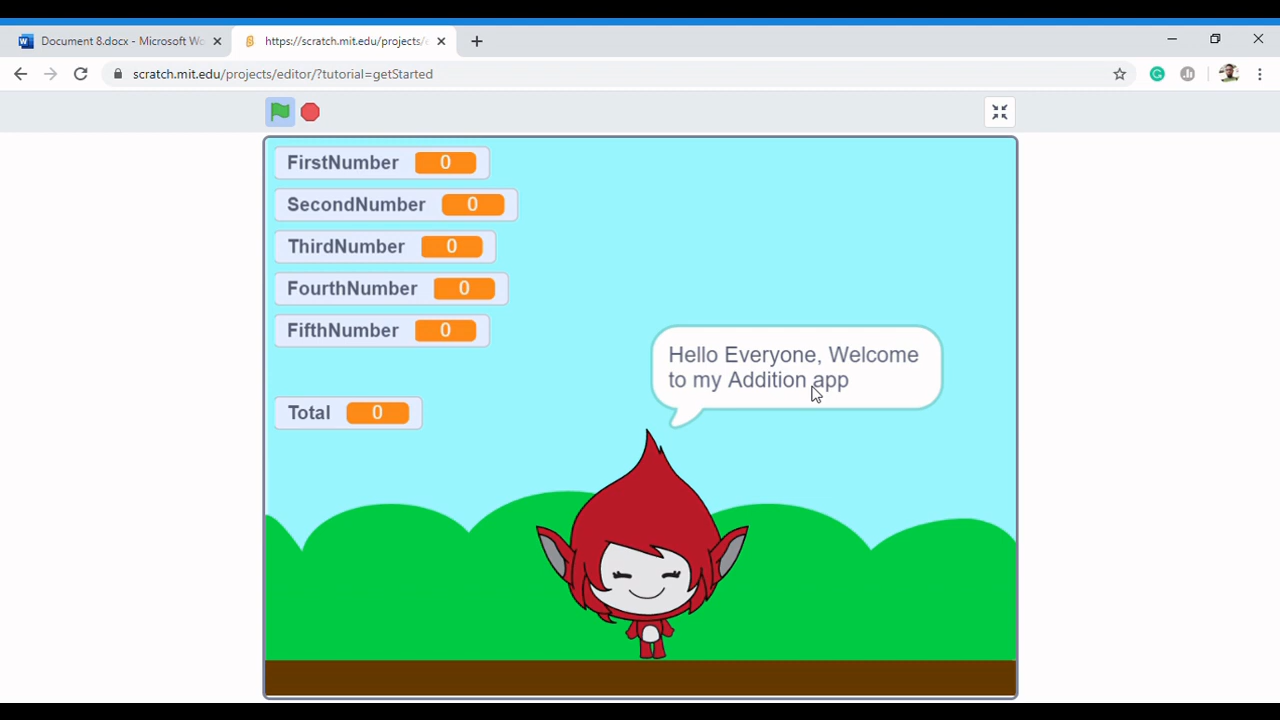 Document 8.docx - Microsoft Wo
https://scratch.mit.edu/projects/
scratch.mit.edu/projects/editor/?tutorial=getStarted
FirstNumber 0
SecondNumber 0
ThirdNumber 0
FourthNumber 0
FifthNumber 0
Hello Everyone, Welcome
to my Addition app
Total 0